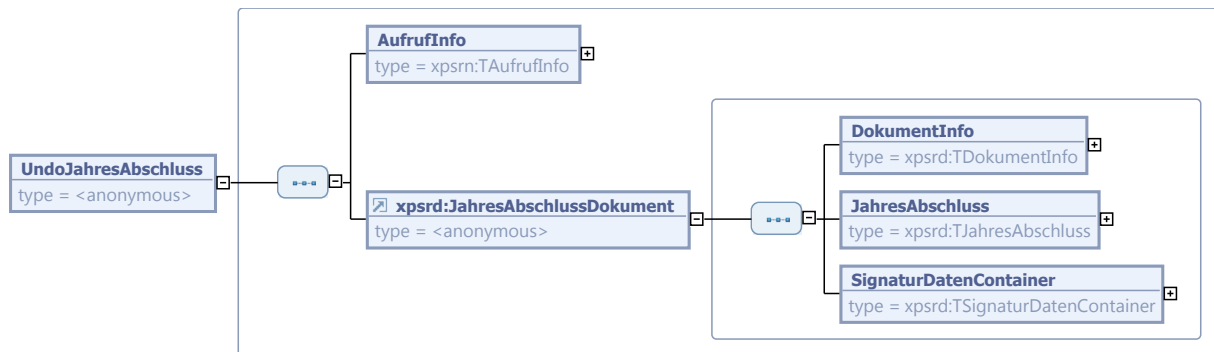 AufrufInfo
type = xpsrn:TAufrufInfo
UndoJahresAbschluss
type = <anonymous>
xpsrd:JahresAbschlussDokument
type = <anonymous>
DokumentInfo
type = xpsrd:TDokumentInfo
JahresAbschluss
type = xpsrd:TJahresAbschluss
SignaturDatenContainer
type = xpsrd:TSignaturDatenContainer